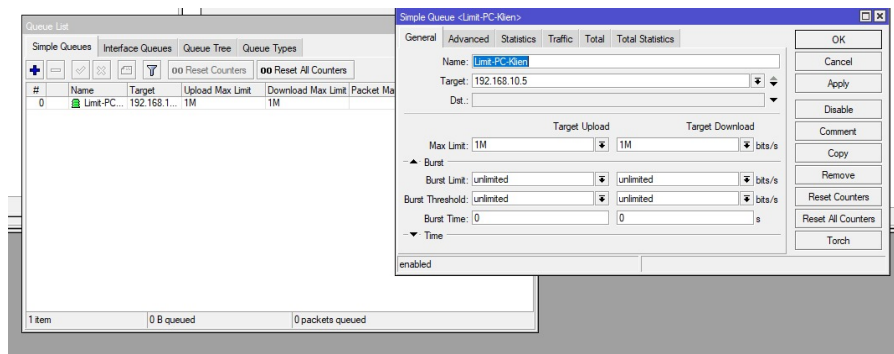 Queue List
Simple Queues Interface Queues Queue Tree Queue Types
00 Reset Counters 00 Reset All Counters
# Name Target Upload Max Limit Download Max Limit Packet Ma
0 Limit-PC... 192.168.1... 1M 1M
1 item 0 B queued 0 packets queued
Simple Queue <Limit-PC-Klien>
General Advanced Statistics Traffic Total Total Statistics
Name: Limit-PC-Klien
Target: 192.168.10.5
Dst.:
Target Upload Target Download
Max Limit: 1M 1M bits/s
Burst
Burst Limit: unlimited unlimited bits/s
Burst Threshold: unlimited unlimited bits/s
Burst Time: 0 0 s
Time
enabled
OK
Cancel
Apply
Disable
Comment
Copy
Remove
Reset Counters
Reset All Counters
Torch